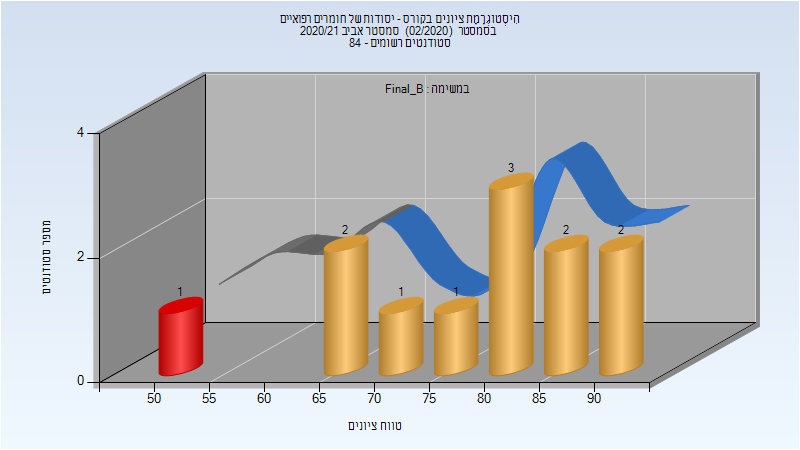 הִיסְטוֹגְרָמַת ציונים בקורס - יסודות של חומרים רפואיים
בסמסטר (02/2020) סמסטר אביב 2020/21
סטודנטים רשומים - 84
במשימה : Final_B
מספר סטודנטים
4
2
0
1
2
1
1
3
2
2
50 55 60 65 70 75 80 85 90
טווח ציונים